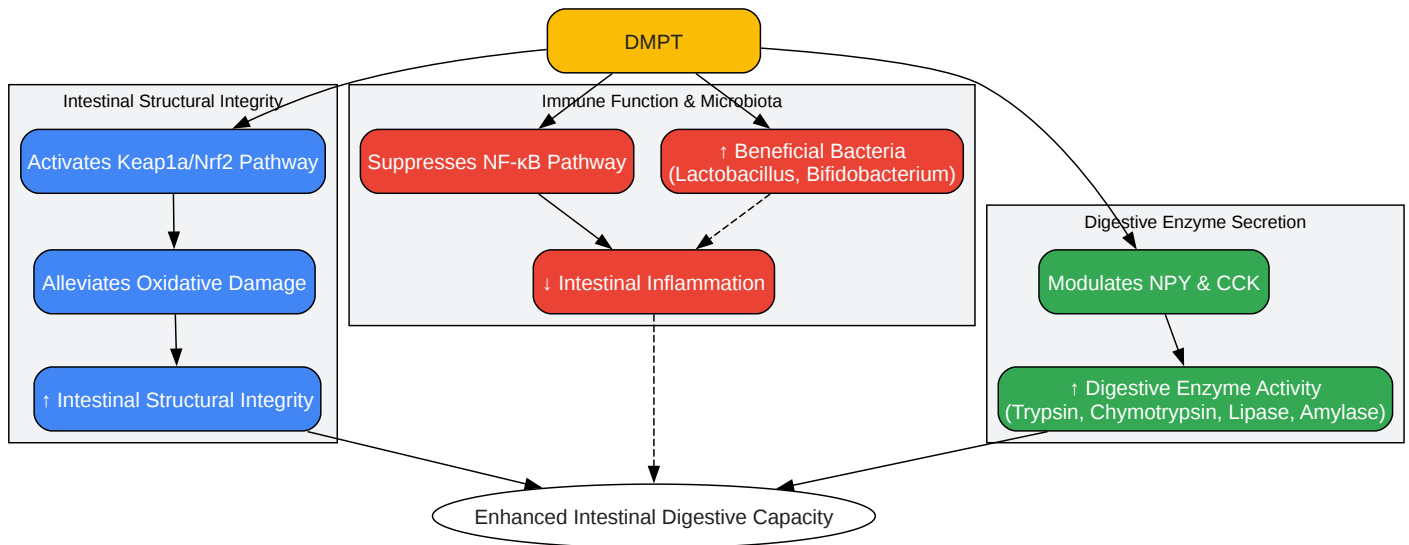 DMPT
Intestinal Structural Integrity
Immune Function & Microbiota
Activates Keap1a/Nrf2 Pathway
Suppresses NF-κB Pathway
↑ Beneficial Bacteria
(Lactobacillus, Bifidobacterium)
Digestive Enzyme Secretion
Alleviates Oxidative Damage
↓ Intestinal Inflammation
Modulates NPY & CCK
↑ Intestinal Structural Integrity
↑ Digestive Enzyme Activity
(Trypsin, Chymotrypsin, Lipase, Amylase)
Enhanced Intestinal Digestive Capacity